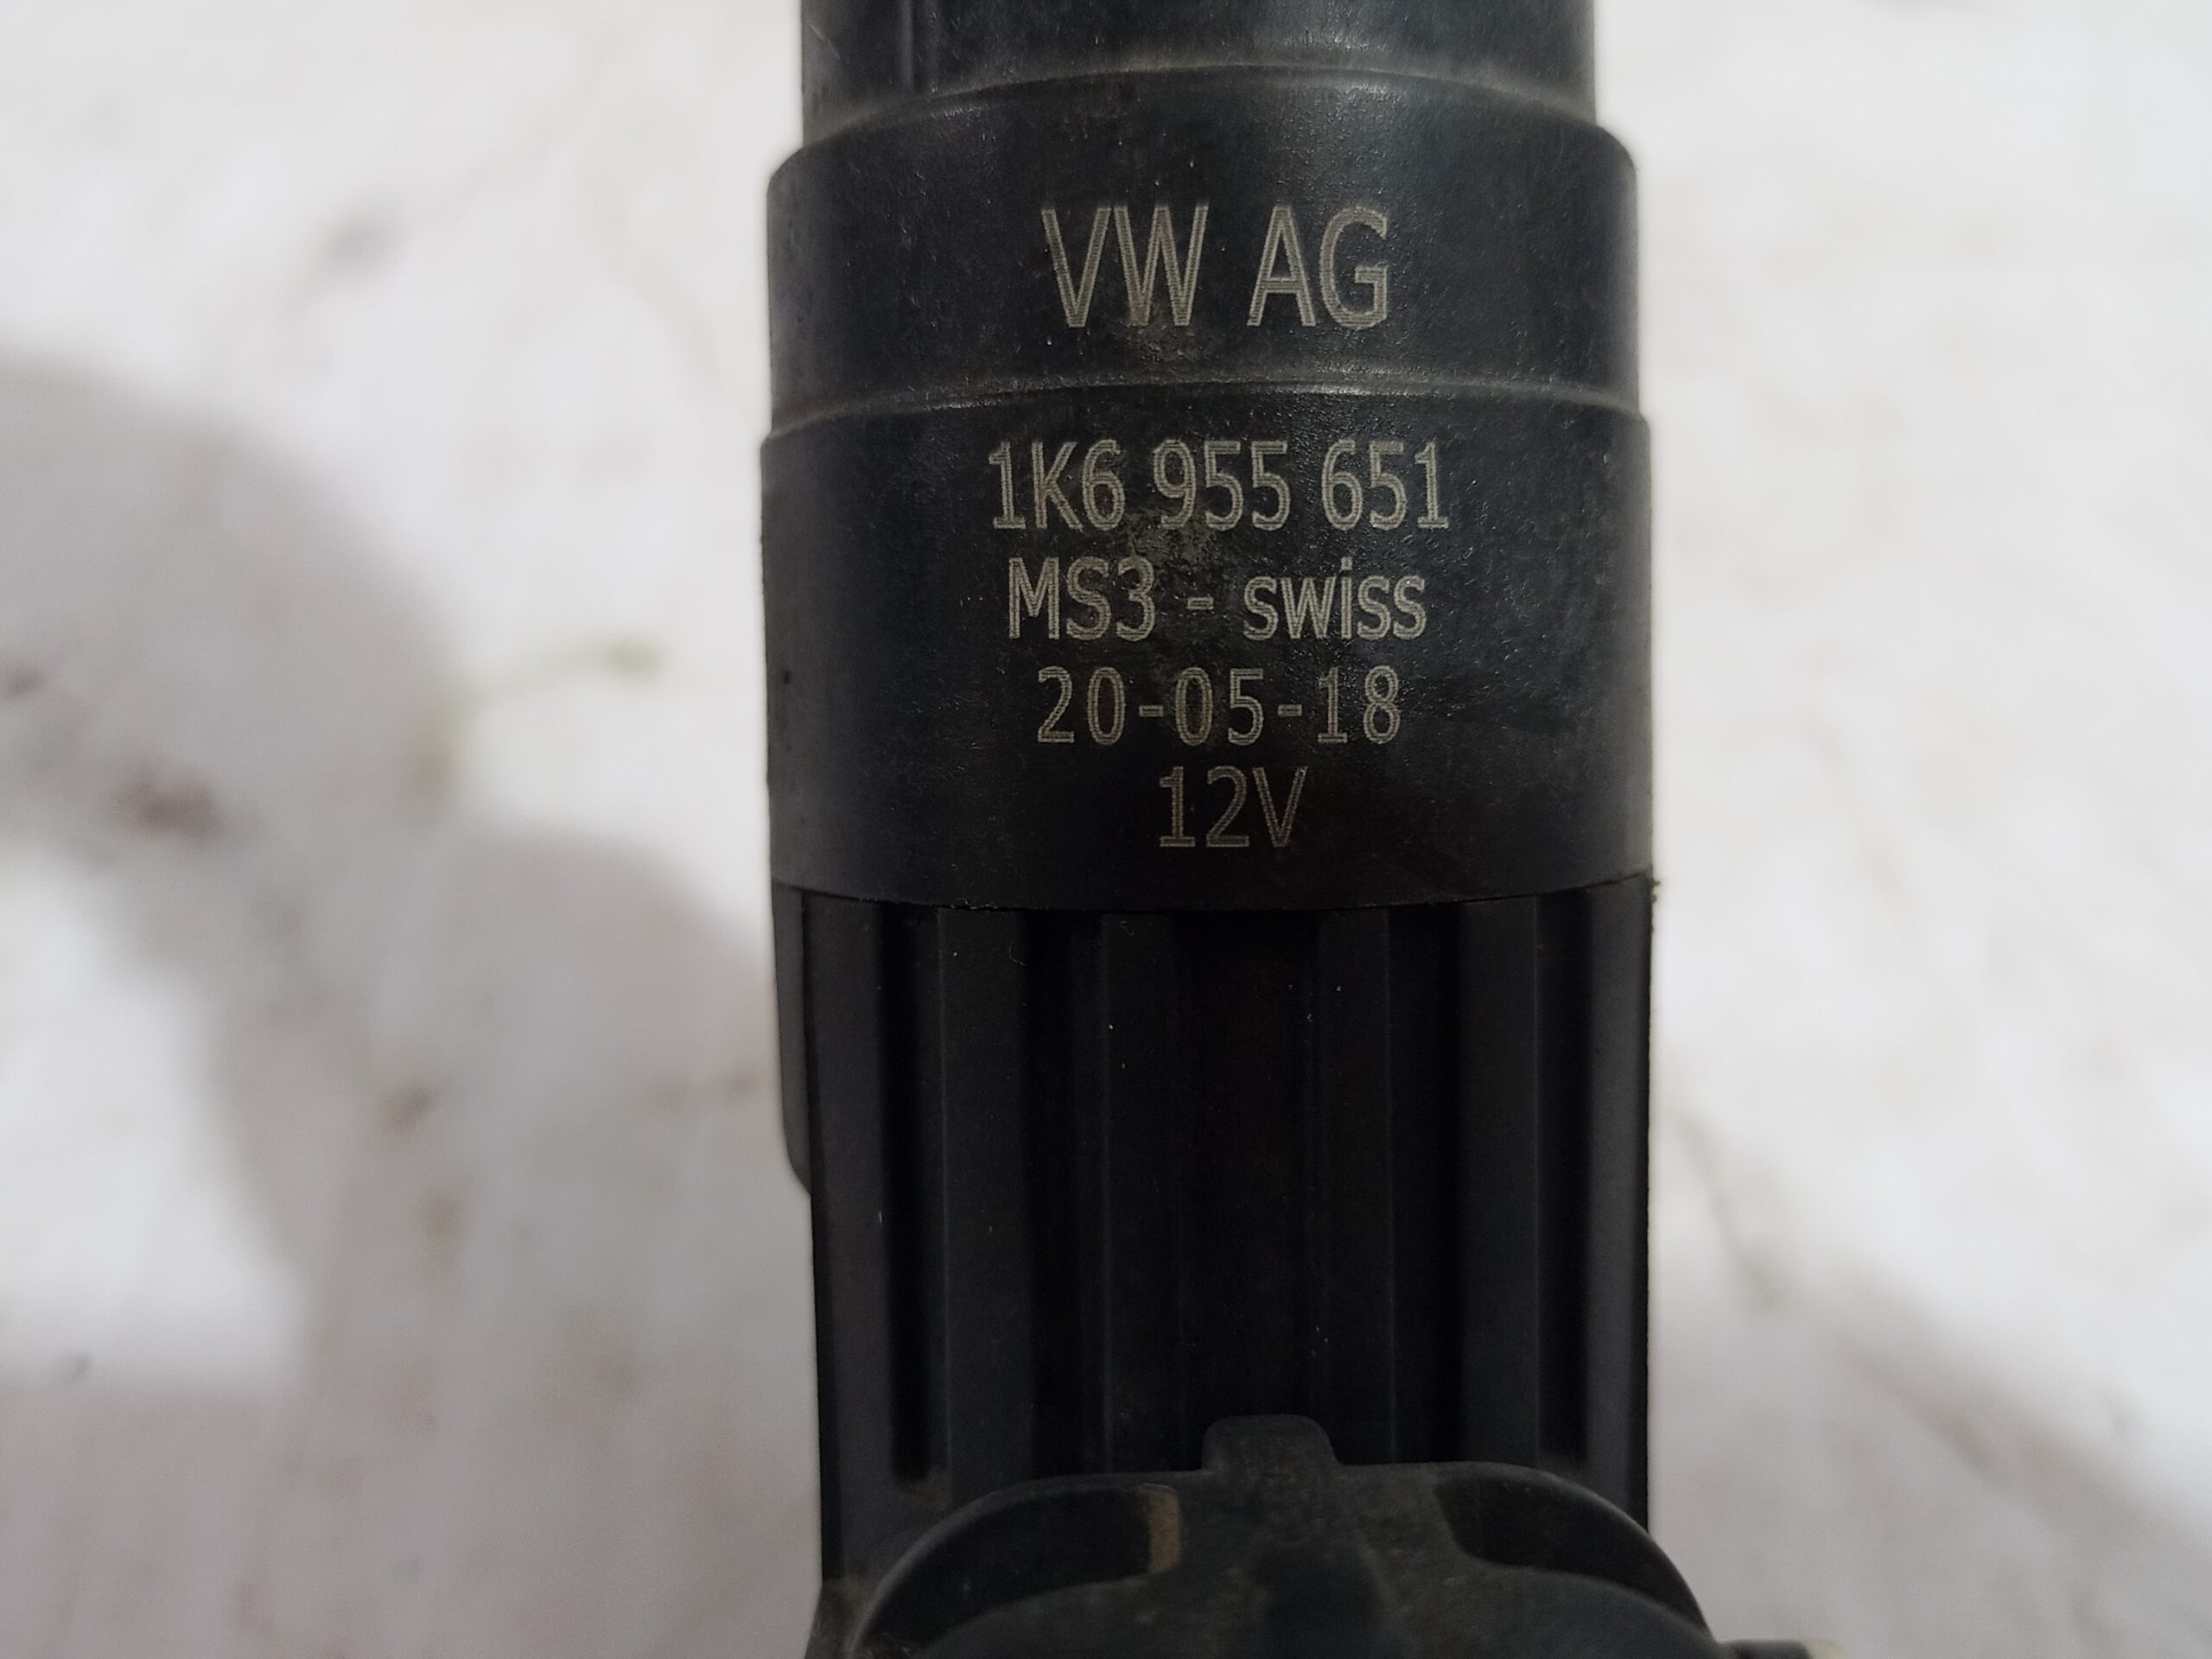 VW AG
1K6 955 651
MS3 - swiss
20-05-18
12V